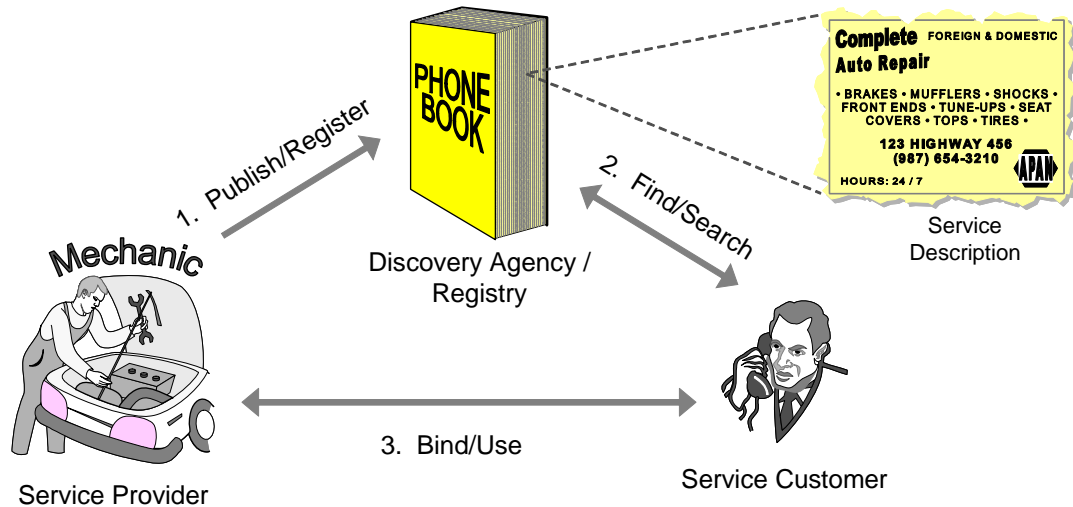 PHONE
BOOK
Complete FOREIGN & DOMESTIC
Auto Repair
• BRAKES • MUFFLERS • SHOCKS •
FRONT ENDS • TUNE-UPS • SEAT
COVERS • TOPS • TIRES •
123 HIGHWAY 456
(987) 654-3210
APAN
HOURS: 24 / 7
Service
Description
1. Publish/Register
2. Find/Search
Discovery Agency /
Registry
Mechanic
3. Bind/Use
Service Provider
Service Customer